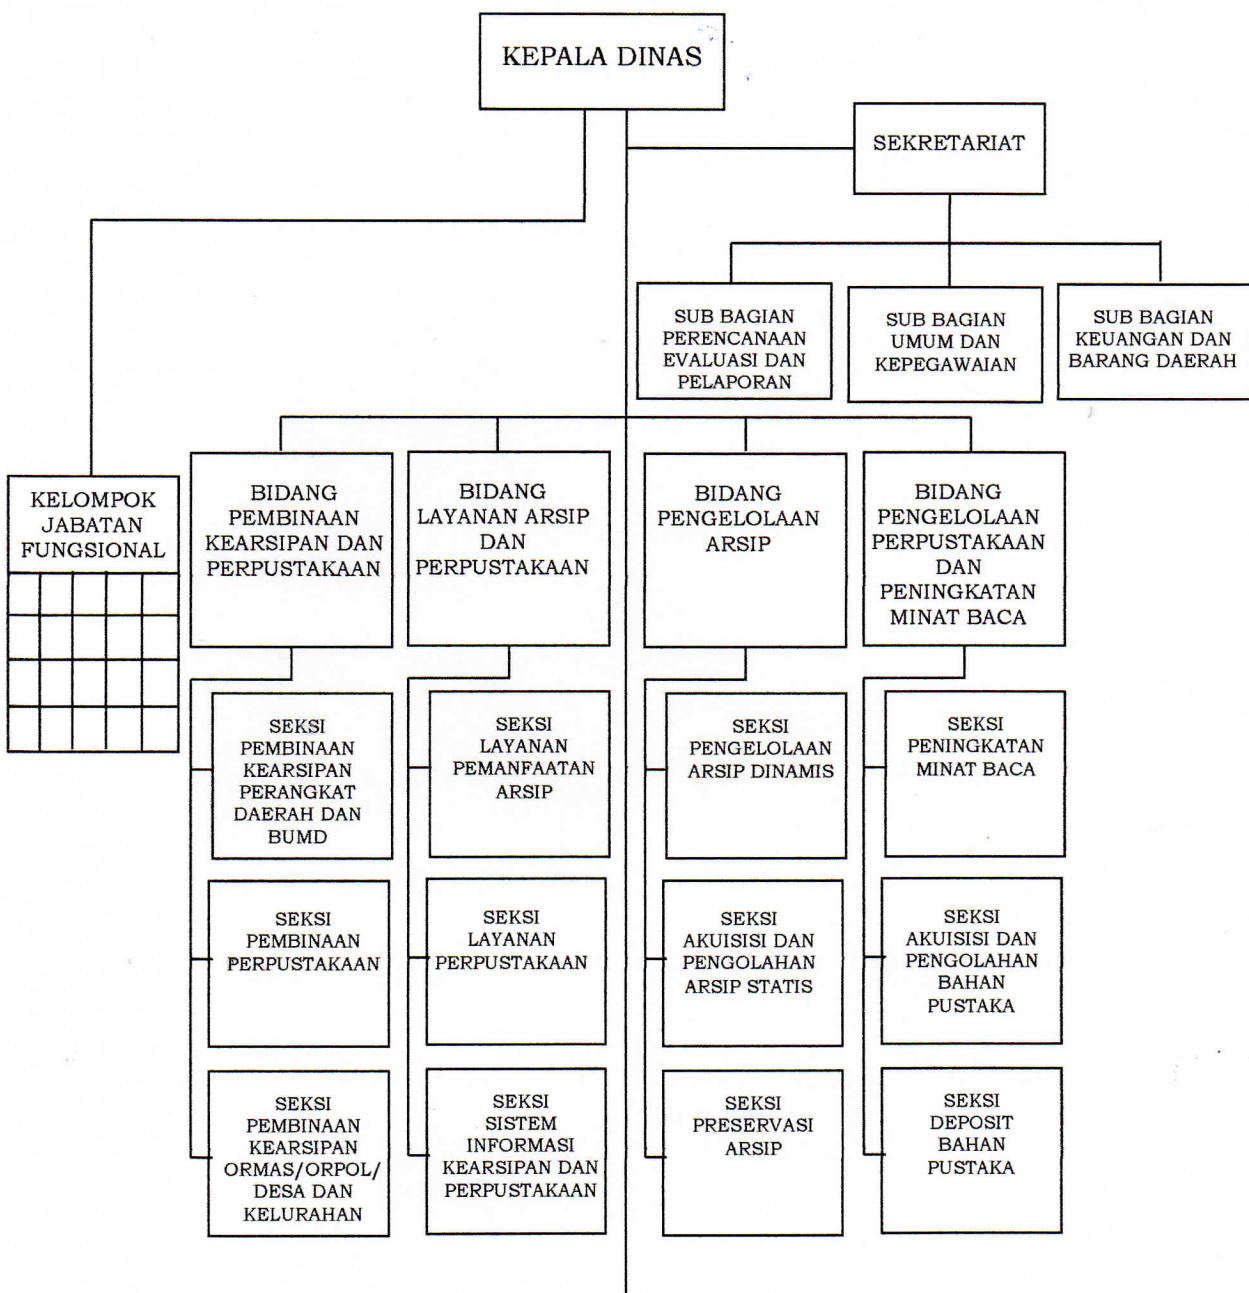 KEPALA DINAS
SEKRETARIAT
SUB BAGIAN
PERENCANAAN
EVALUASI DAN
PELAPORAN
SUB BAGIAN
UMUM DAN
KEPEGAWAIAN
SUB BAGIAN
KEUANGAN DAN
BARANG DAERAH
KELOMPOK
JABATAN
FUNGSIONAL
BIDANG
PEMBINAAN
KEARSIPAN DAN
PERPUSTAKAAN
BIDANG
LAYANAN ARSIP
DAN
PERPUSTAKAAN
BIDANG
PENGELOLAAN
ARSIP
BIDANG
PENGELOLAAN
PERPUSTAKAAN
DAN
PENINGKATAN
MINAT BACA
SEKSI
PEMBINAAN
KEARSIPAN
PERANGKAT
DAERAH DAN
BUMD
SEKSI
LAYANAN
PEMANFAATAN
ARSIP
SEKSI
PENGELOLAAN
ARSIP DINAMIS
SEKSI
PENINGKATAN
MINAT BACA
SEKSI
PEMBINAAN
PERPUSTAKAAN
SEKSI
LAYANAN
PERPUSTAKAAN
SEKSI
AKUISISI DAN
PENGOLAHAN
ARSIP STATIS
SEKSI
AKUISISI DAN
PENGOLAHAN
BAHAN
PUSTAKA
SEKSI
PEMBINAAN
KEARSIPAN
ORMAS/ORPOL/
DESA DAN
KELURAHAN
SEKSI
SISTEM
INFORMASI
KEARSIPAN DAN
PERPUSTAKAAN
SEKSI
PRESERVASI
ARSIP
SEKSI
DEPOSIT
BAHAN
PUSTAKA